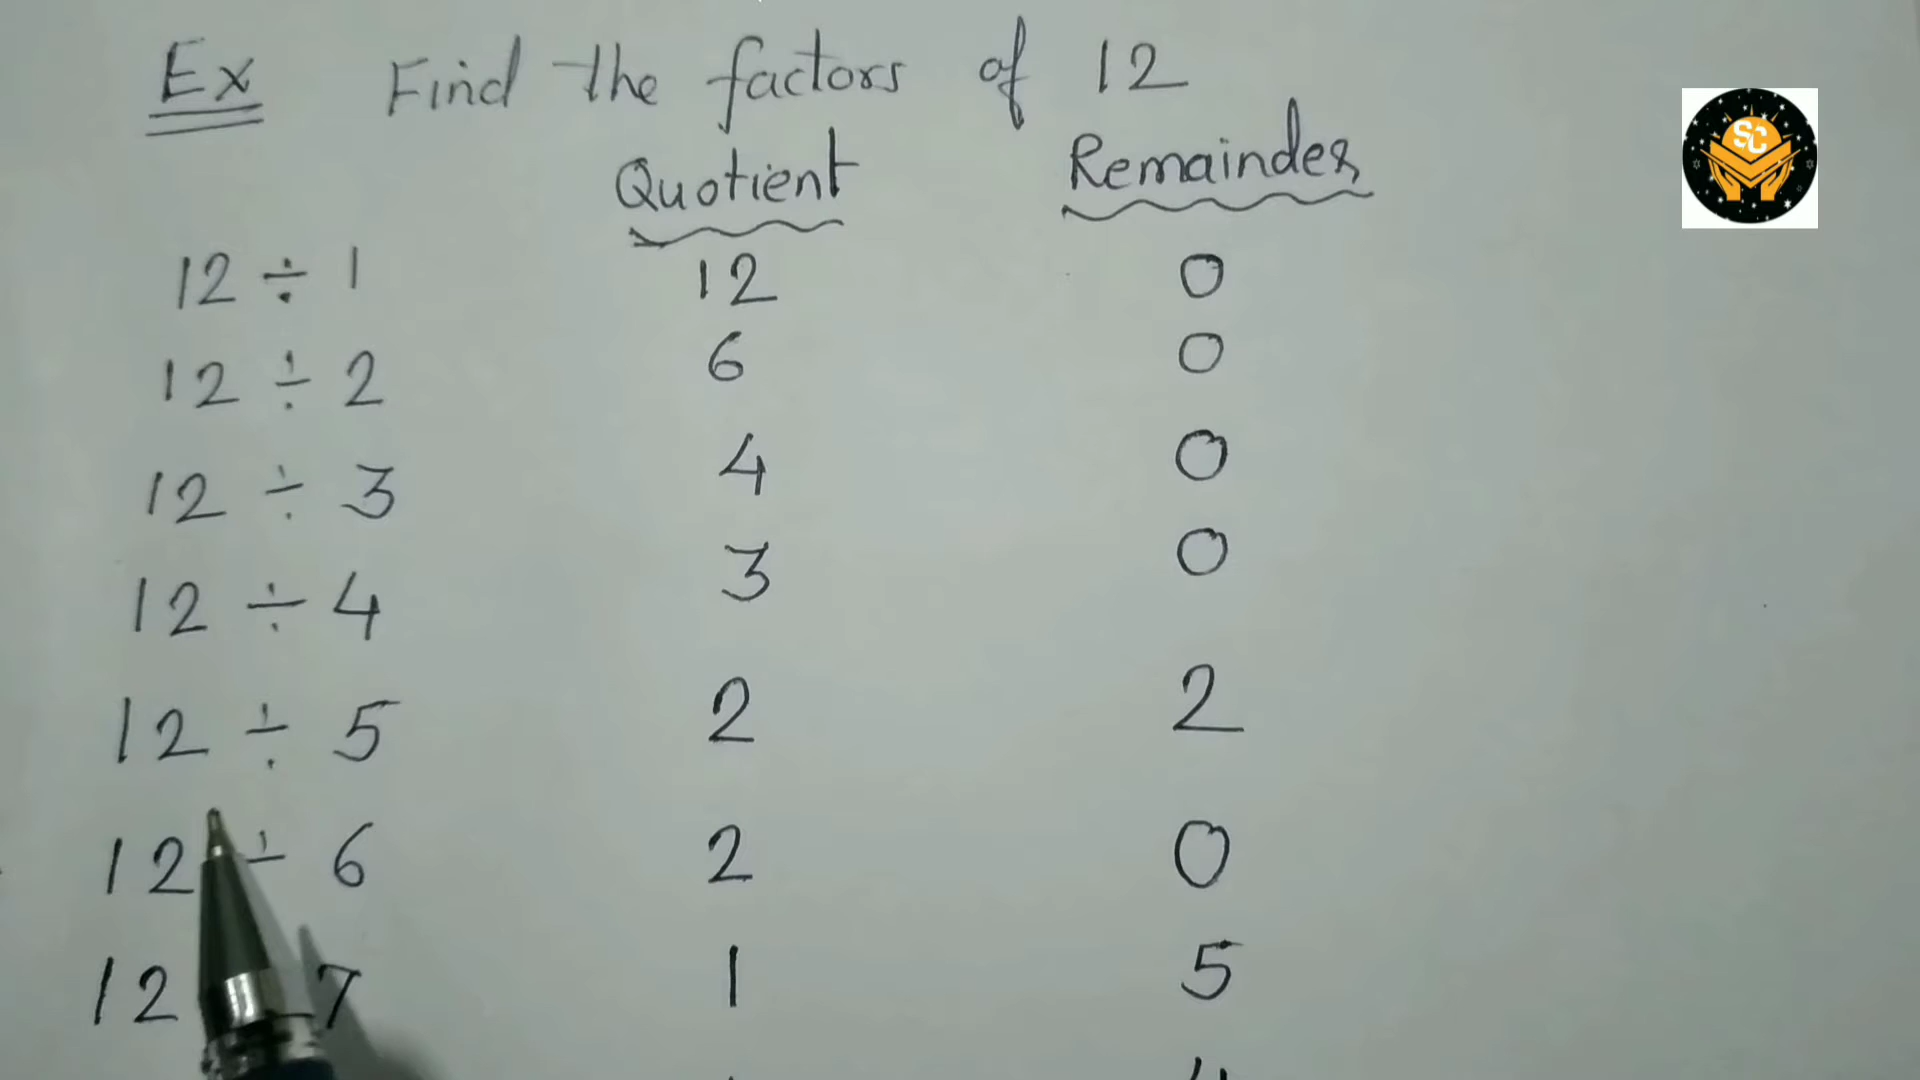 Ex Find the factors of 12
Quotient Remainder
12 ÷ 1 12 0
12 ÷ 2 6 0
12 ÷ 3 4 0
12 ÷ 4 3 0
12 ÷ 5 2 2
12 ÷ 6 2 0
12 7 1 5
SC